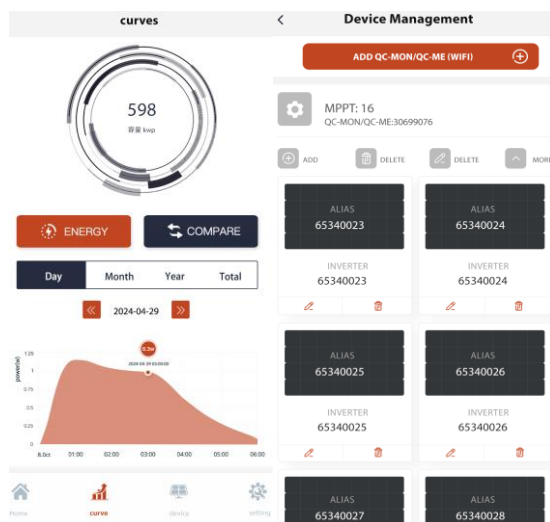 curves
598
容量 kwp
ENERGY
COMPARE
Day Month Year Total
2024-04-29
power(w)
1.25
1
0.75
0.5
0.25
0
2024-04-29 03:00:00
01:00 02:00 03:00 04:00 05:00 06:00
Home curve device setting
Device Management
ADD QC-MON/QC-ME (WIFI)
MPPT: 16
QC-MON/QC-ME:30699076
ADD DELETE DELETE MORE
ALIAS ALIAS
65340023 65340024
INVERTER INVERTER
65340023 65340024
ALIAS ALIAS
65340025 65340026
INVERTER INVERTER
65340025 65340026
ALIAS ALIAS
65340027 65340028